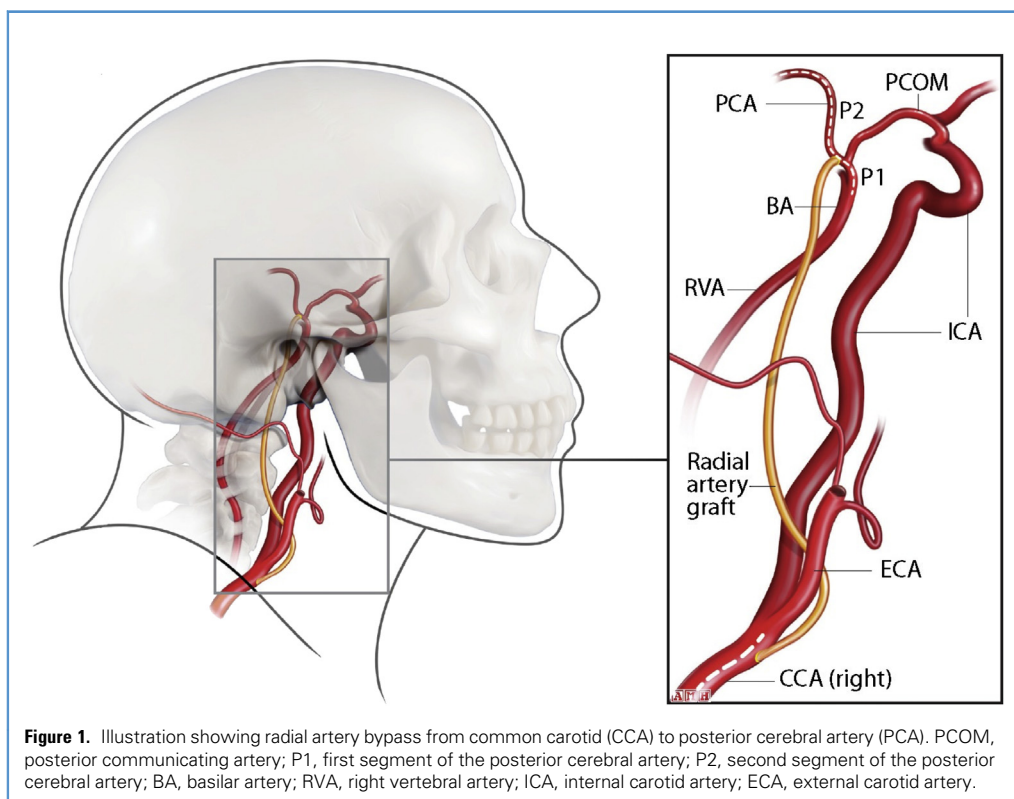 PCOM
PCA
P2
P1
BA
RVA
ICA
Radial
artery
graft
ECA
CCA (right)
A M H
Figure 1. Illustration showing radial artery bypass from common carotid (CCA) to posterior cerebral artery (PCA). PCOM,
posterior communicating artery; P1, first segment of the posterior cerebral artery; P2, second segment of the posterior
cerebral artery; BA, basilar artery; RVA, right vertebral artery; ICA, internal carotid artery; ECA, external carotid artery.